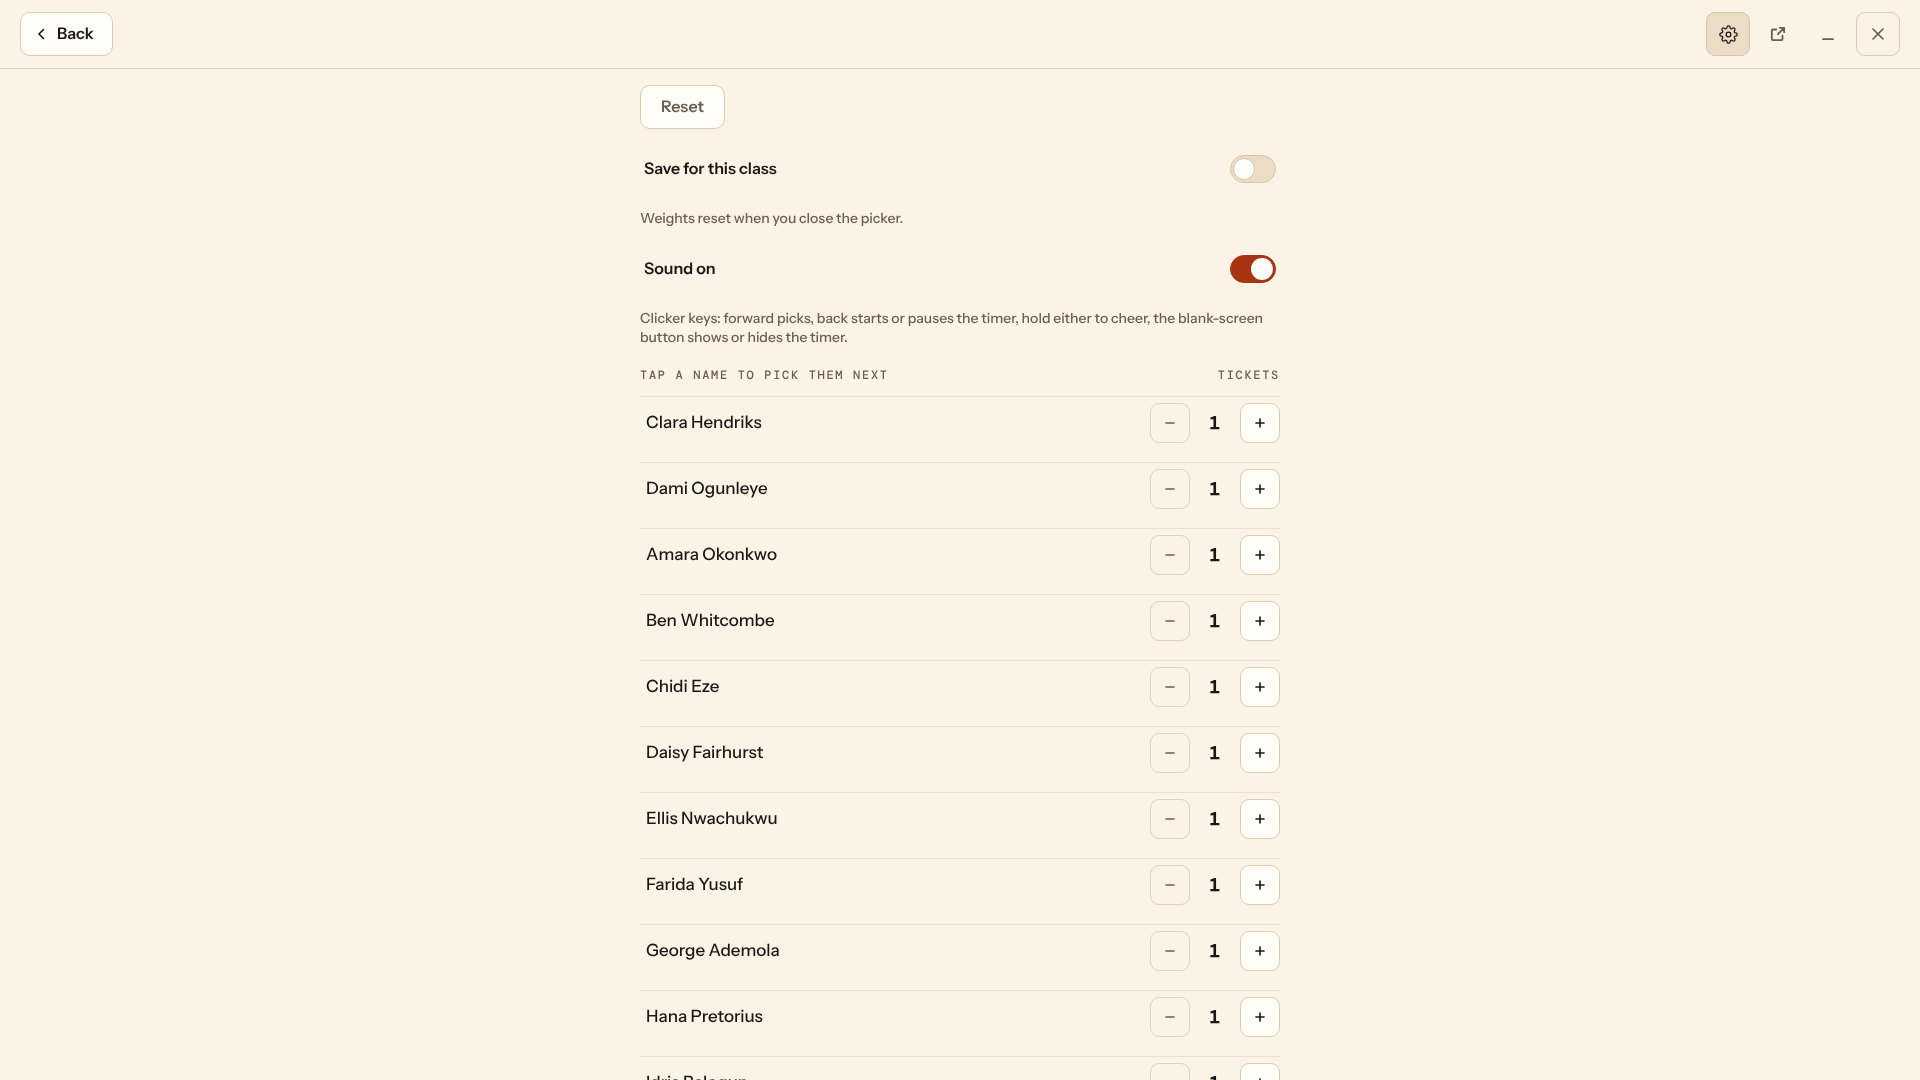 Back
Reset
Save for this class
Weights reset when you close the picker.
Sound on
Clicker keys: forward picks, back starts or pauses the timer, hold either to cheer, the blank-screen
button shows or hides the timer.
TAP A NAME TO PICK THEM NEXT TICKETS
Clara Hendriks − 1 +
Dami Ogunleye − 1 +
Amara Okonkwo − 1 +
Ben Whitcombe − 1 +
Chidi Eze − 1 +
Daisy Fairhurst − 1 +
Ellis Nwachukwu − 1 +
Farida Yusuf − 1 +
George Ademola − 1 +
Hana Pretorius − 1 +